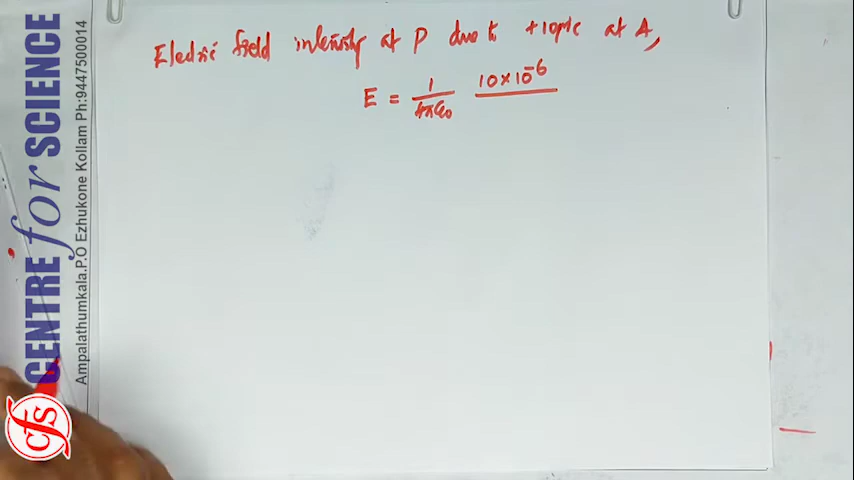 Electric field intensity at P due to +10μc at A,
E = 1/4πε0 10×10^-6/
CENTRE for SCIENCE
Ampalathumkala.P.O Ezhukone Kollam Ph:9447500014
cfs